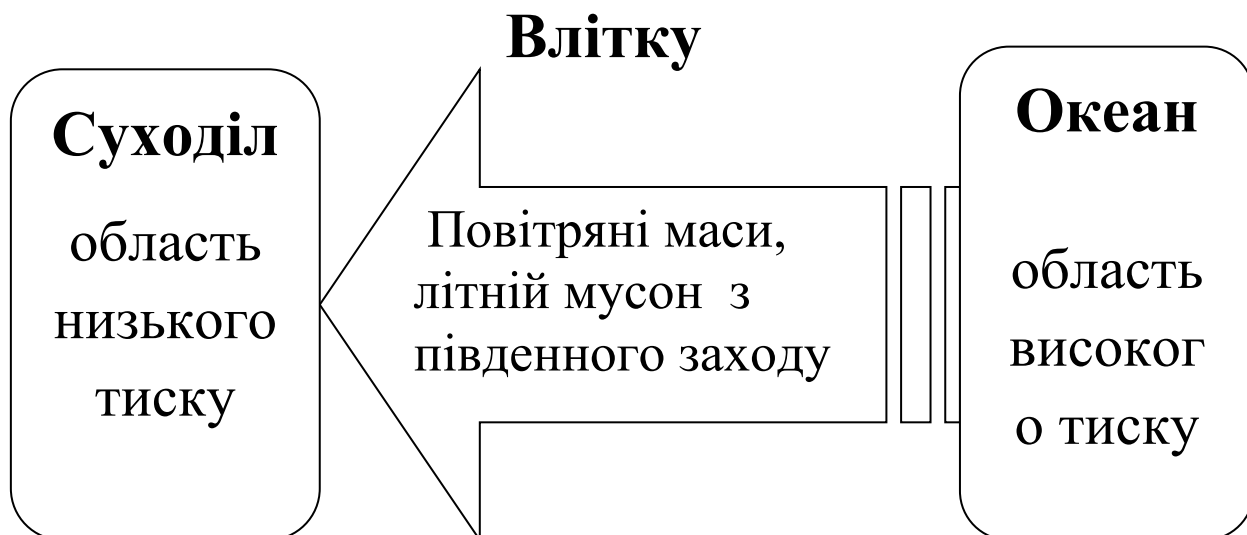 Влітку
Суходіл
область
низького
тиску
Повітряні маси,
літній мусон з
південного заходу
Океан
область
високог
о тиску